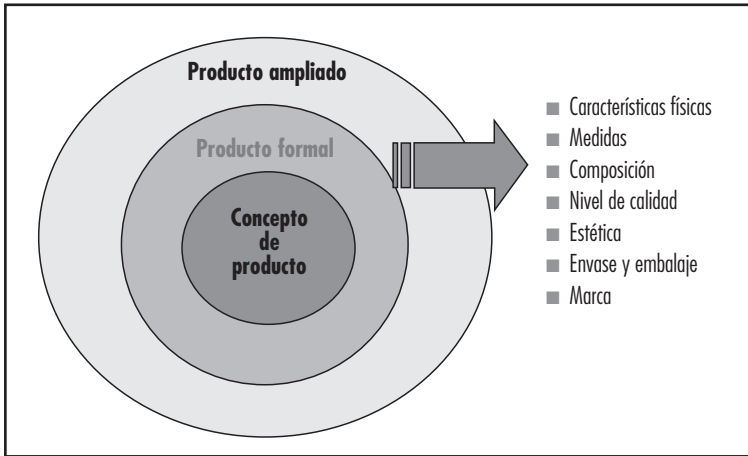 Producto ampliado
Producto formal
Concepto
de
producto
Características físicas
Medidas
Composición
Nivel de calidad
Estética
Envase y embalaje
Marca